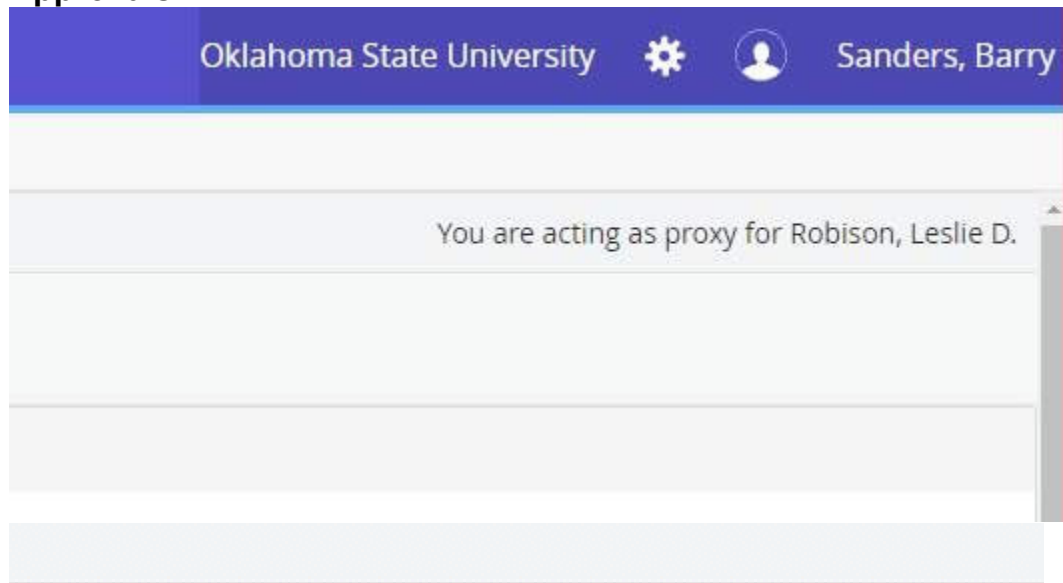 Oklahoma State University Sanders, Barry
You are acting as proxy for Robison, Leslie D.